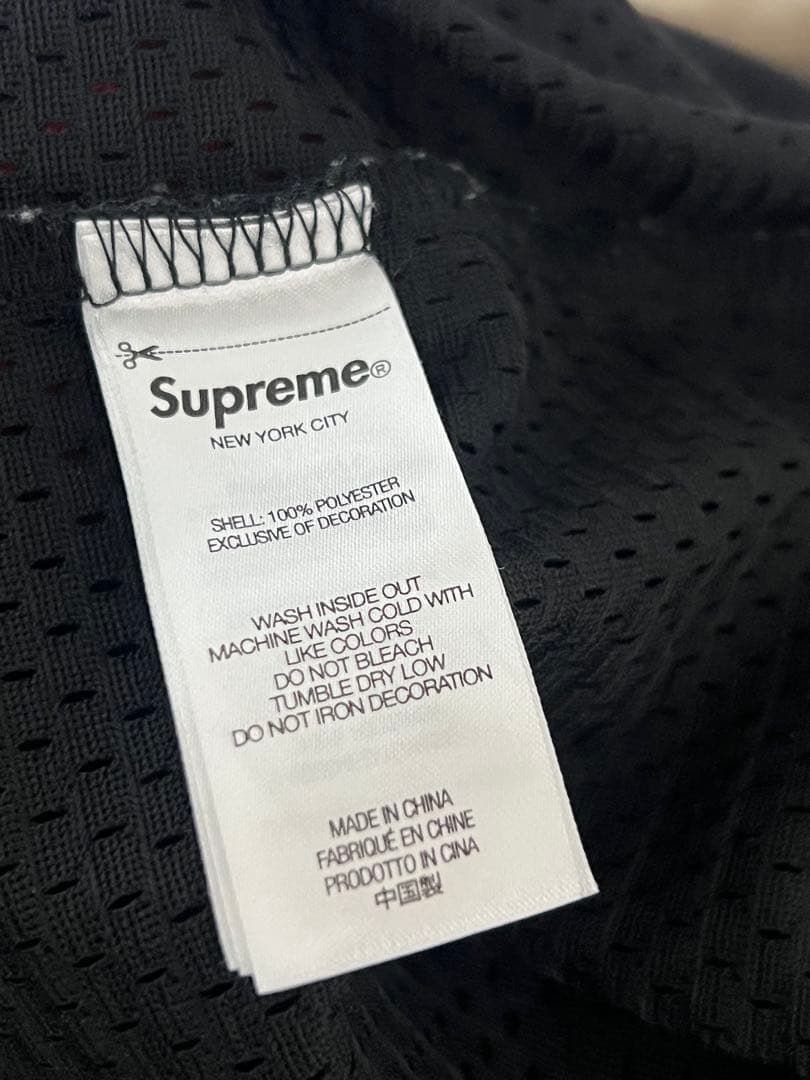 Supreme®
NEW YORK CITY
SHELL: 100% POLYESTER
EXCLUSIVE OF DECORATION
WASH INSIDE OUT
MACHINE WASH COLD WITH
LIKE COLORS
DO NOT BLEACH
TUMBLE DRY LOW
DO NOT IRON DECORATION
MADE IN CHINA
FABRIQUÉ EN CHINE
PRODOTTO IN CINA
中国製